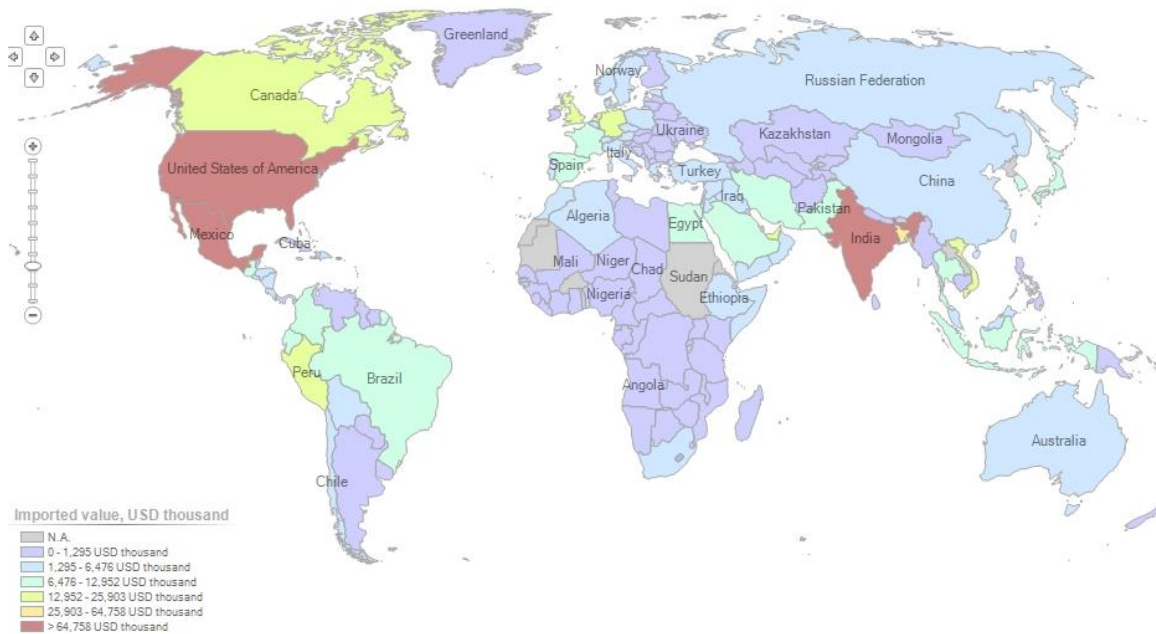 Greenland
Norway
Russian Federation
Canada
Ukraine
Kazakhstan
Mongolia
Italy
Spain
Turkey
United States of America
China
Iraq
Algeria
Pakistan
Egypt
Mexico
India
Cuba
Mali
Niger
Chad
Sudan
Nigeria
Ethiopia
Peru
Brazil
Angola
Australia
Chile
Imported value, USD thousand
N.A.
0 - 1,295 USD thousand
1,295 - 6,476 USD thousand
6,476 - 12,952 USD thousand
12,952 - 25,903 USD thousand
25,903 - 64,758 USD thousand
> 64,758 USD thousand